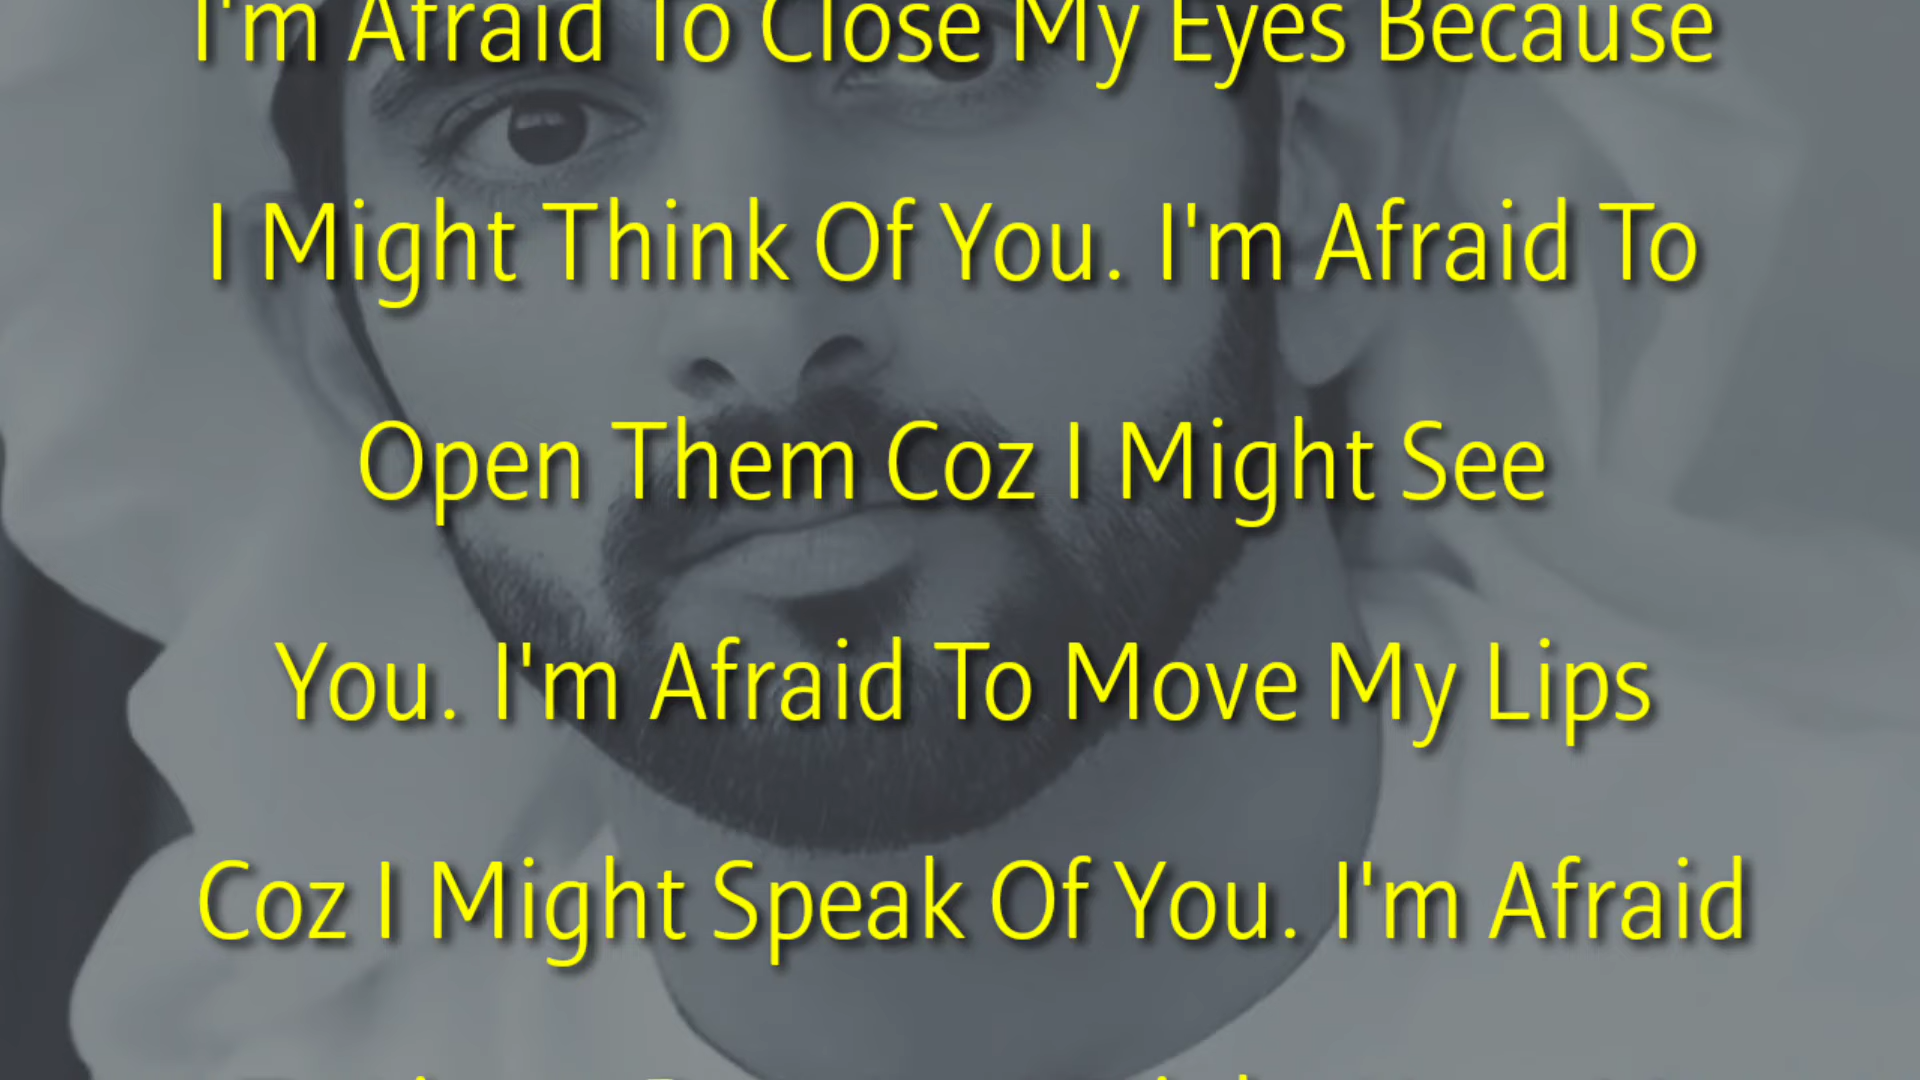 I'm Afraid To Close My Eyes Because
I Might Think Of You. I'm Afraid To
Open Them Coz I Might See
You. I'm Afraid To Move My Lips
Coz I Might Speak Of You. I'm Afraid